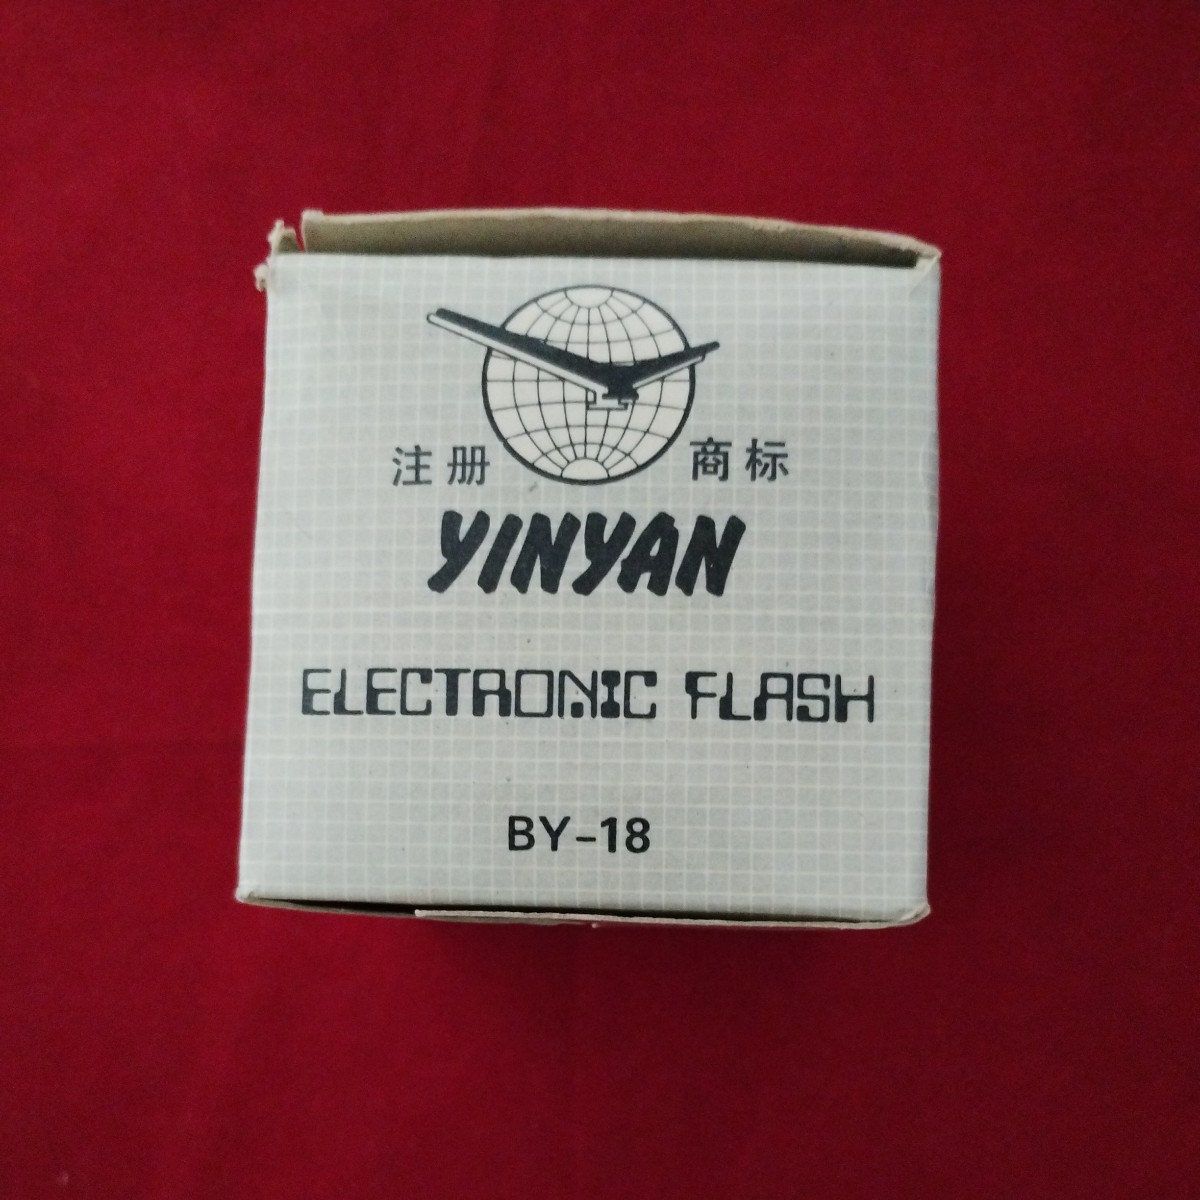 注册 商标
YINYAN
ELECTRONIC FLASH
BY-18